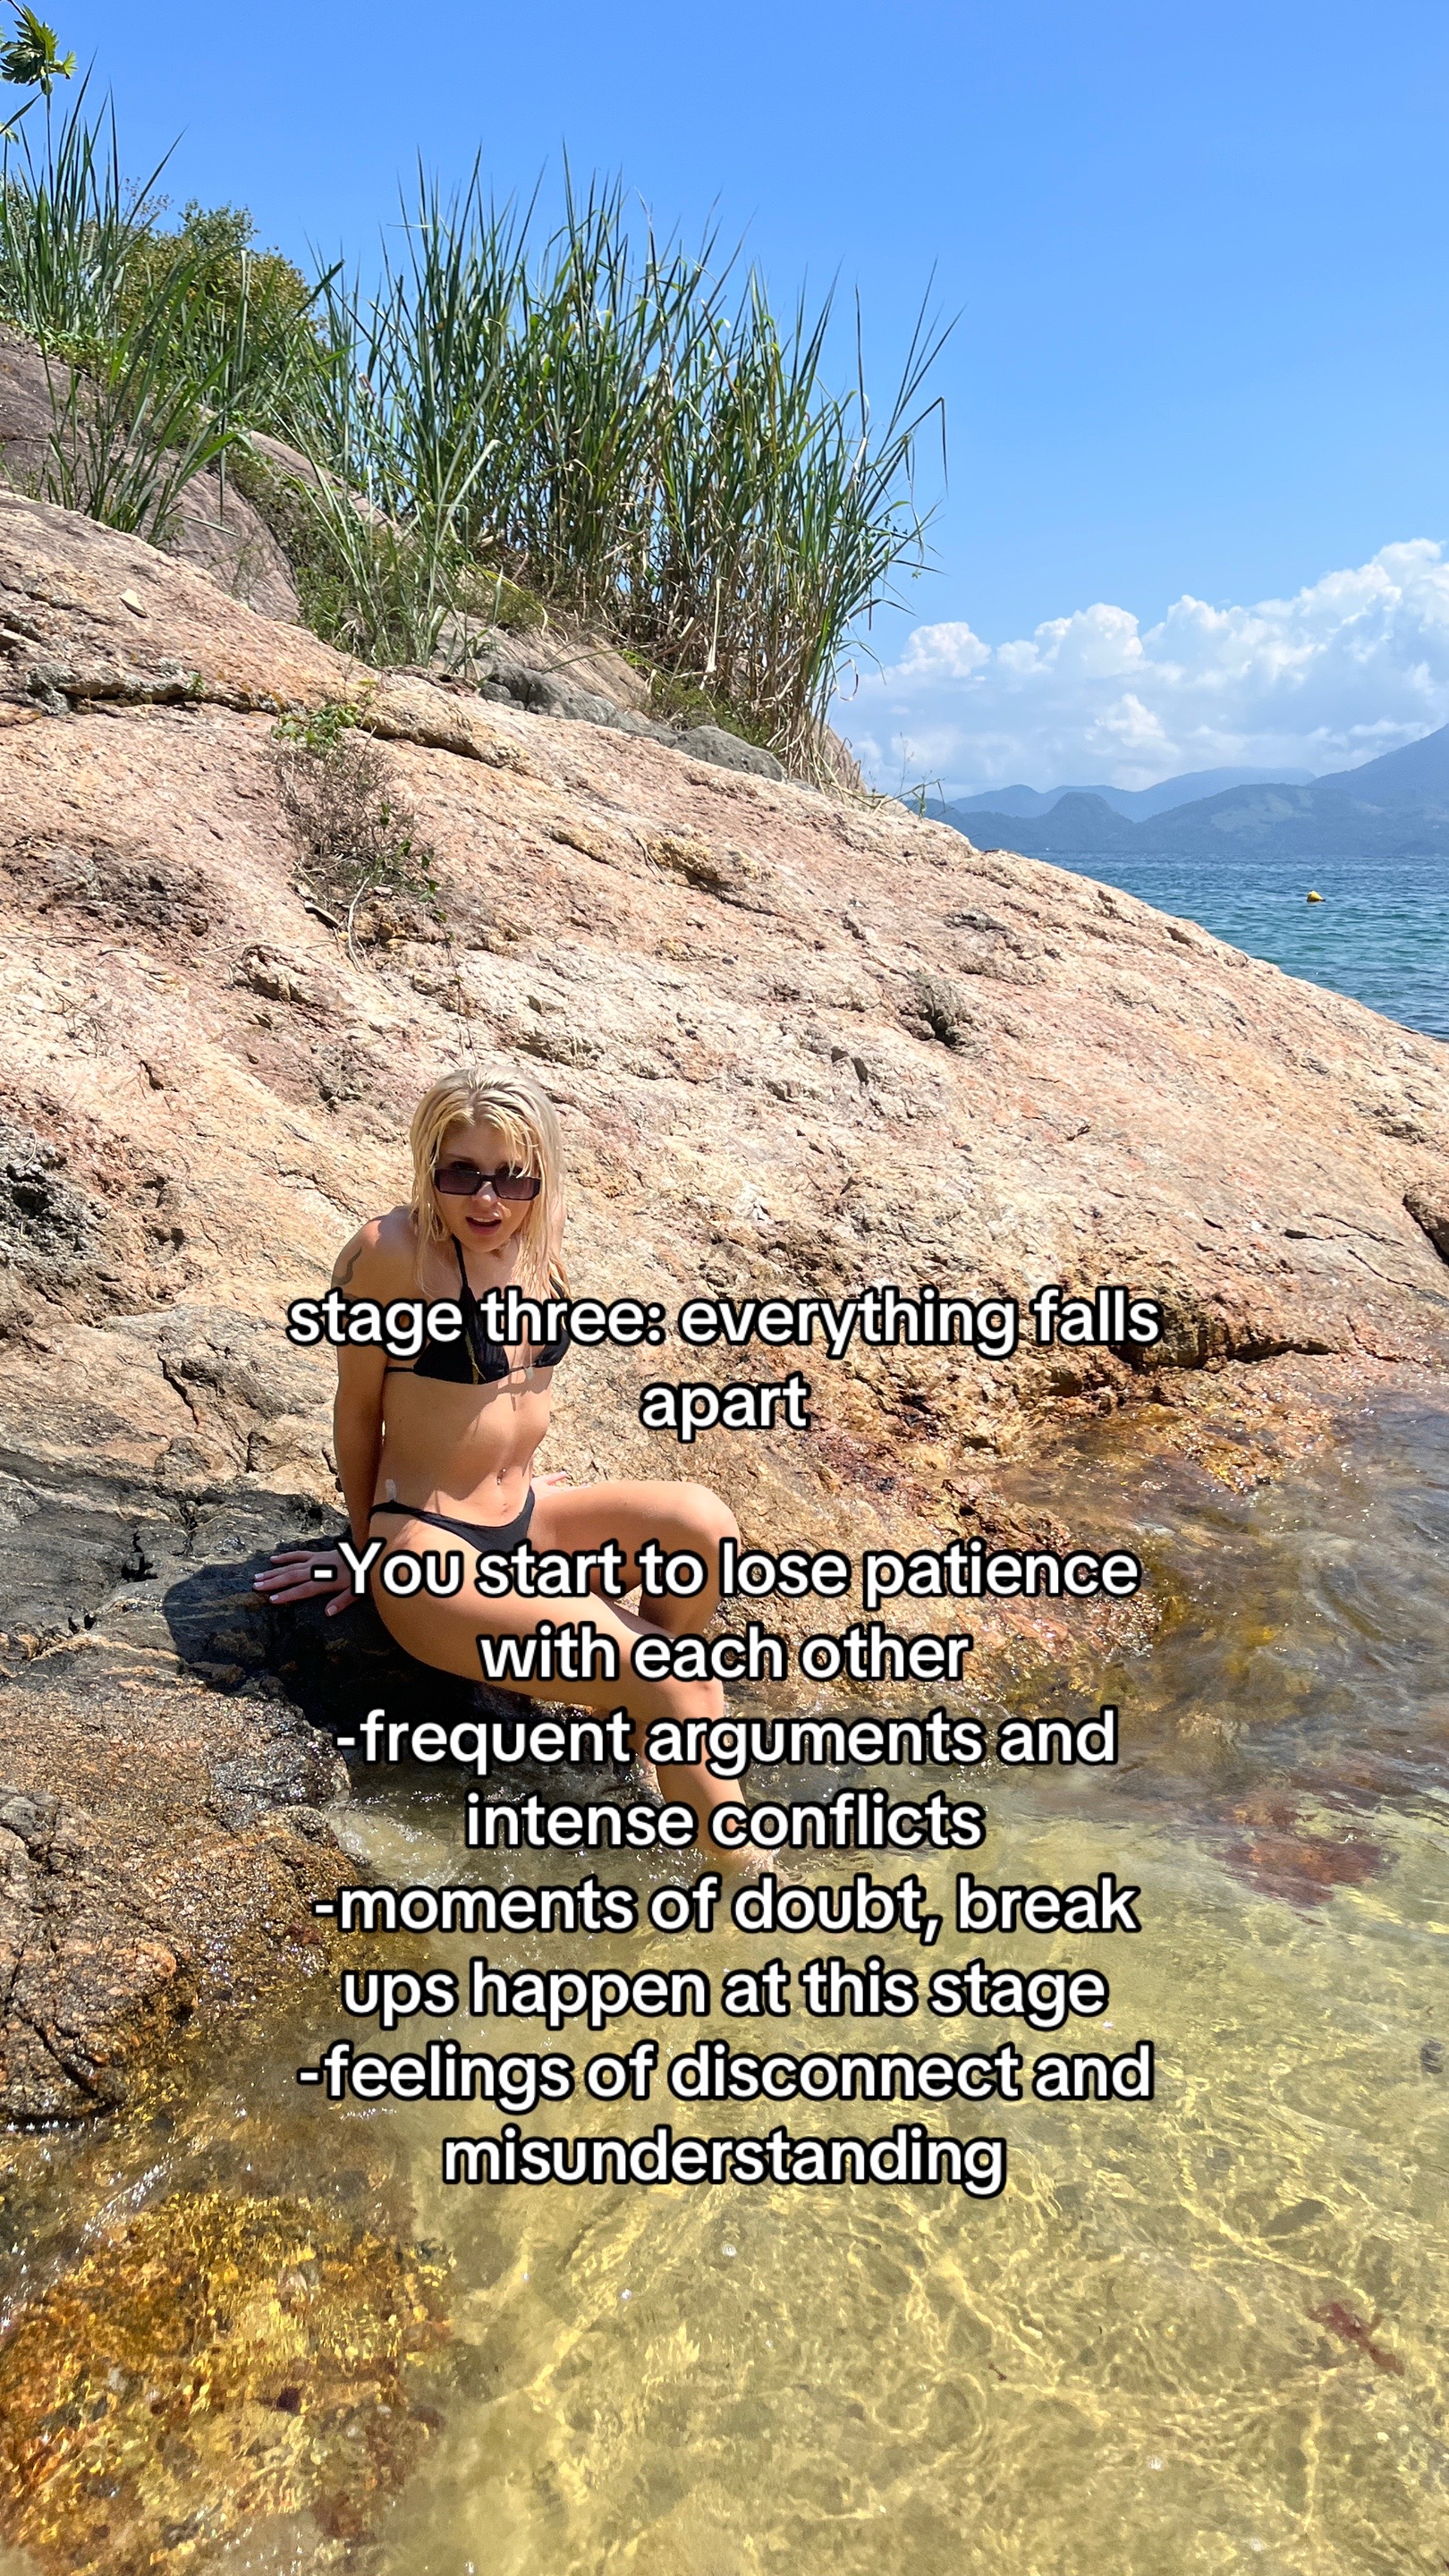 stage three: everything falls
apart
-You start to lose patience
with each other
-frequent arguments and
intense conflicts
-moments of doubt, break
ups happen at this stage
-feelings of disconnect and
misunderstanding